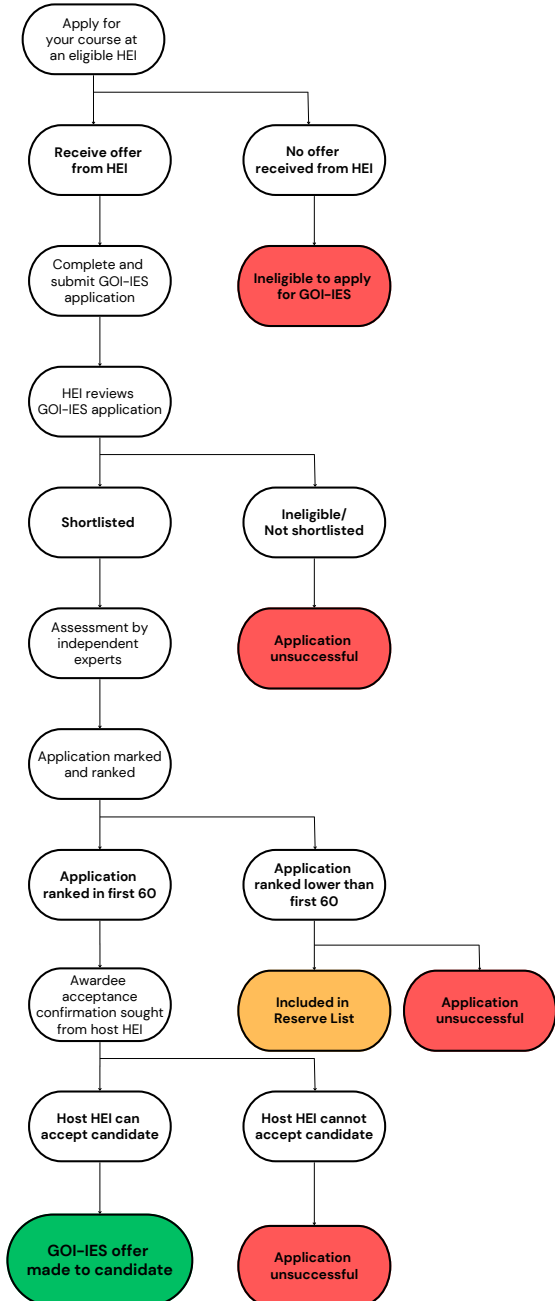 Apply for
your course at
an eligible HEI
Receive offer
from HEI
No offer
received from HEI
Complete and
submit GOI-IES
application
Ineligible to apply
for GOI-IES
HEI reviews
GOI-IES application
Shortlisted
Ineligible/
Not shortlisted
Assessment by
independent
experts
Application
unsuccessful
Application marked
and ranked
Application
ranked in first 60
Application
ranked lower than
first 60
Awardee
acceptance
confirmation sought
from host HEI
Included in
Reserve List
Application
unsuccessful
Host HEI can
accept candidate
Host HEI cannot
accept candidate
GOI-IES offer
made to candidate
Application
unsuccessful